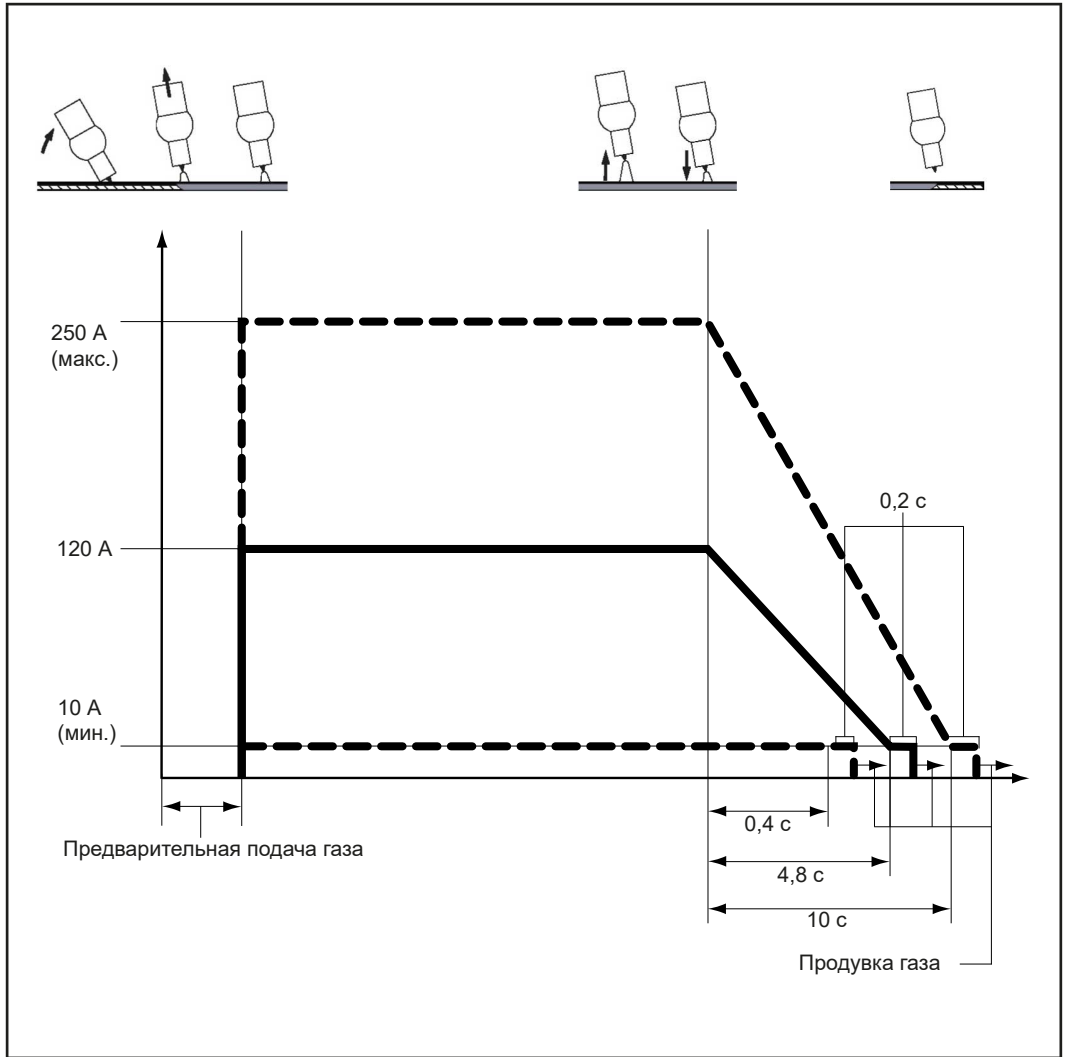 250 А
(макс.)
0,2 с
120 А
10 А
(мин.)
0,4 с
Предварительная подача газа
4,8 с
10 с
Продувка газа